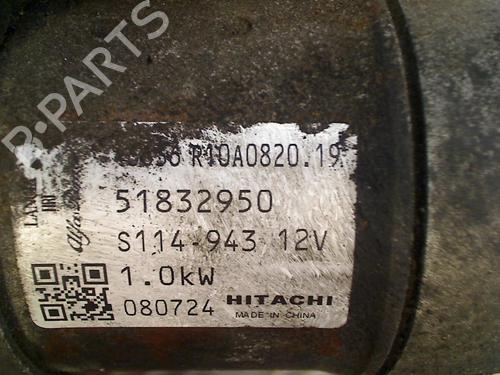 R10A0820.19
51832950
S114-943 12V
1.0kW
080724 HITACHI
MADE IN CHINA
B-PARTS